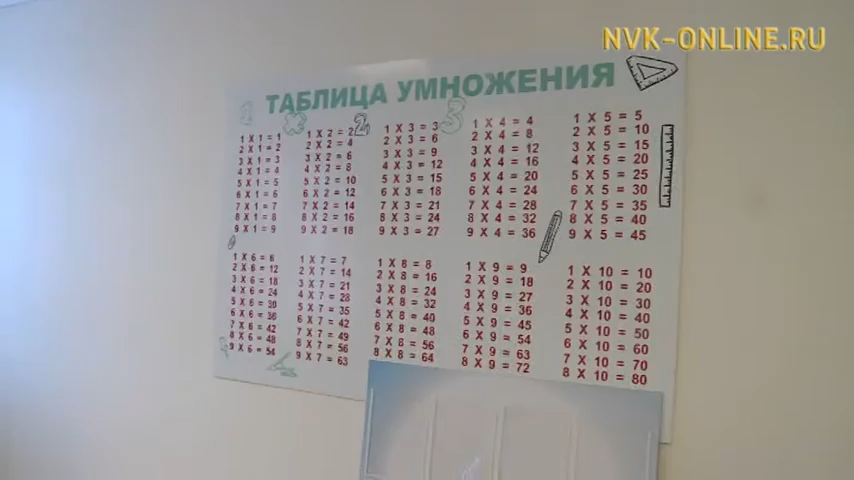 NVK-ONLINE.RU
ТАБЛИЦА УМНОЖЕНИЯ
1
2
3
1 X 1 = 1
2 X 1 = 2
3 X 1 = 3
4 X 1 = 4
5 X 1 = 5
6 X 1 = 6
7 X 1 = 7
8 X 1 = 8
9 X 1 = 9
1 X 2 = 2
2 X 2 = 4
3 X 2 = 6
4 X 2 = 8
5 X 2 = 10
6 X 2 = 12
7 X 2 = 14
8 X 2 = 16
9 X 2 = 18
1 X 3 = 3
2 X 3 = 6
3 X 3 = 9
4 X 3 = 12
5 X 3 = 15
6 X 3 = 18
7 X 3 = 21
8 X 3 = 24
9 X 3 = 27
1 X 4 = 4
2 X 4 = 8
3 X 4 = 12
4 X 4 = 16
5 X 4 = 20
6 X 4 = 24
7 X 4 = 28
8 X 4 = 32
9 X 4 = 36
1 X 5 = 5
2 X 5 = 10
3 X 5 = 15
4 X 5 = 20
5 X 5 = 25
6 X 5 = 30
7 X 5 = 35
8 X 5 = 40
9 X 5 = 45
1 X 6 = 6
2 X 6 = 12
3 X 6 = 18
4 X 6 = 24
5 X 6 = 30
6 X 6 = 36
7 X 6 = 42
8 X 6 = 48
9 X 6 = 54
1 X 7 = 7
2 X 7 = 14
3 X 7 = 21
4 X 7 = 28
5 X 7 = 35
6 X 7 = 42
7 X 7 = 49
8 X 7 = 56
9 X 7 = 63
1 X 8 = 8
2 X 8 = 16
3 X 8 = 24
4 X 8 = 32
5 X 8 = 40
6 X 8 = 48
7 X 8 = 56
8 X 8 = 64
1 X 9 = 9
2 X 9 = 18
3 X 9 = 27
4 X 9 = 36
5 X 9 = 45
6 X 9 = 54
7 X 9 = 63
8 X 9 = 72
1 X 10 = 10
2 X 10 = 20
3 X 10 = 30
4 X 10 = 40
5 X 10 = 50
6 X 10 = 60
7 X 10 = 70
8 X 10 = 80